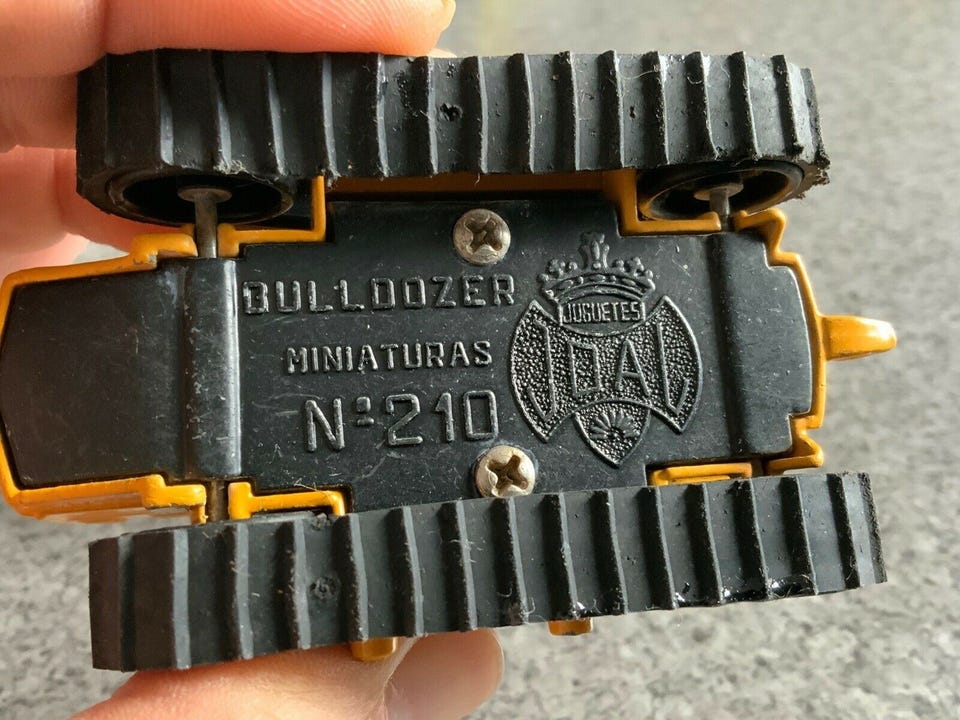 BULLDOZER
MINIATURAS
Nº 210
JUGUETES
JOAL